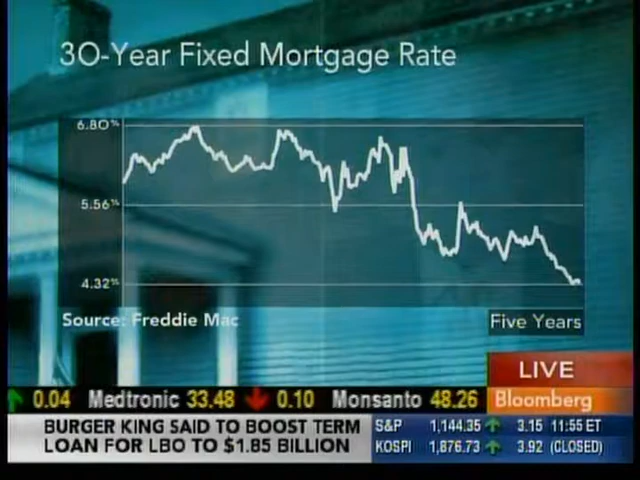 30-Year Fixed Mortgage Rate
6.80%
5.56%
4.32%
Source: Freddie Mac
Five Years
LIVE
0.04 Medtronic 33.48 0.10 Monsanto 48.26
Bloomberg
BURGER KING SAID TO BOOST TERM
LOAN FOR LBO TO $1.85 BILLION
S&P 1,144.35 3.15 11:55 ET
KOSPI 1,876.73 3.92 (CLOSED)